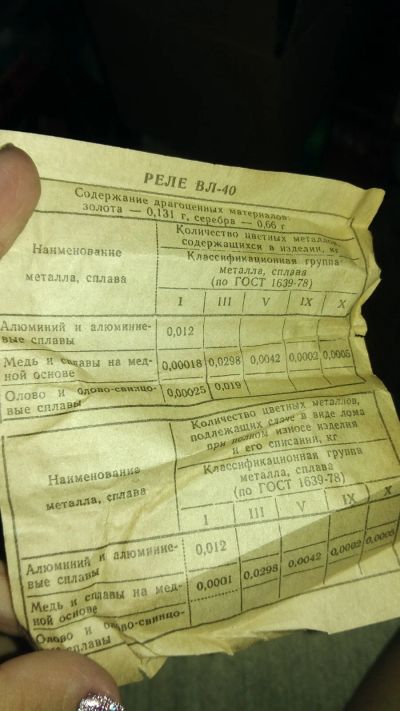 РЕЛЕ ВЛ-40
Содержание драгоценных материалов:
золота — 0,131 г, серебра — 0,66 г
Наименование
металла, сплава
Количество цветных металлов,
содержащихся в изделии, кг
Классификационная группа
металла, сплава
(по ГОСТ 1639-78)
I III V IX X
Алюминий и алюминие-
вые сплавы
0,012
Медь и сплавы на мед-
ной основе
0,00018 0,0298 0,0042 0,0002 0,0005
Олово и олово-свинцо-
вые сплавы
0,00025 0,019
Наименование
металла, сплава
Количество цветных металлов,
подлежащих сдаче в виде лома
при полном износе изделия
и его списании, кг
Классификационная группа
металла, сплава
(по ГОСТ 1639-78)
I III V IX X
Алюминий и алюминие-
вые сплавы
0,012
Медь и сплавы на мед-
ной основе
0,0001 0,0298 0,0042 0,0002 0,0005
Олово и олово-свинцо-
вые сплавы